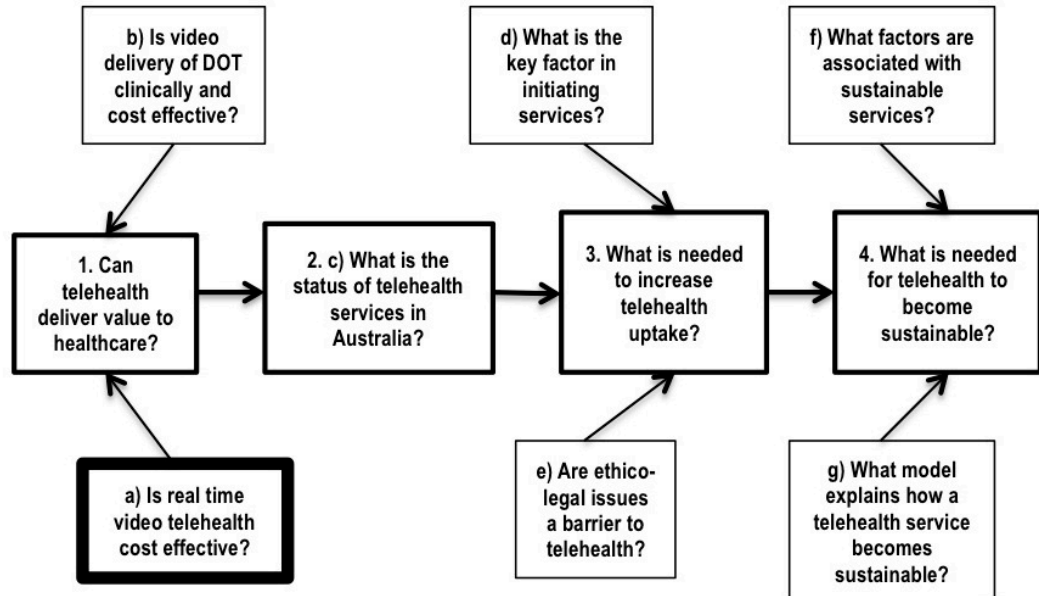 b) Is video
delivery of DOT
clinically and
cost effective?
d) What is the
key factor in
initiating
services?
f) What factors are
associated with
sustainable
services?
1. Can
telehealth
deliver value to
healthcare?
2. c) What is the
status of telehealth
services in
Australia?
3. What is needed
to increase
telehealth
uptake?
4. What is needed
for telehealth to
become
sustainable?
a) Is real time
video telehealth
cost effective?
e) Are ethico-
legal issues
a barrier to
telehealth?
g) What model
explains how a
telehealth service
becomes
sustainable?